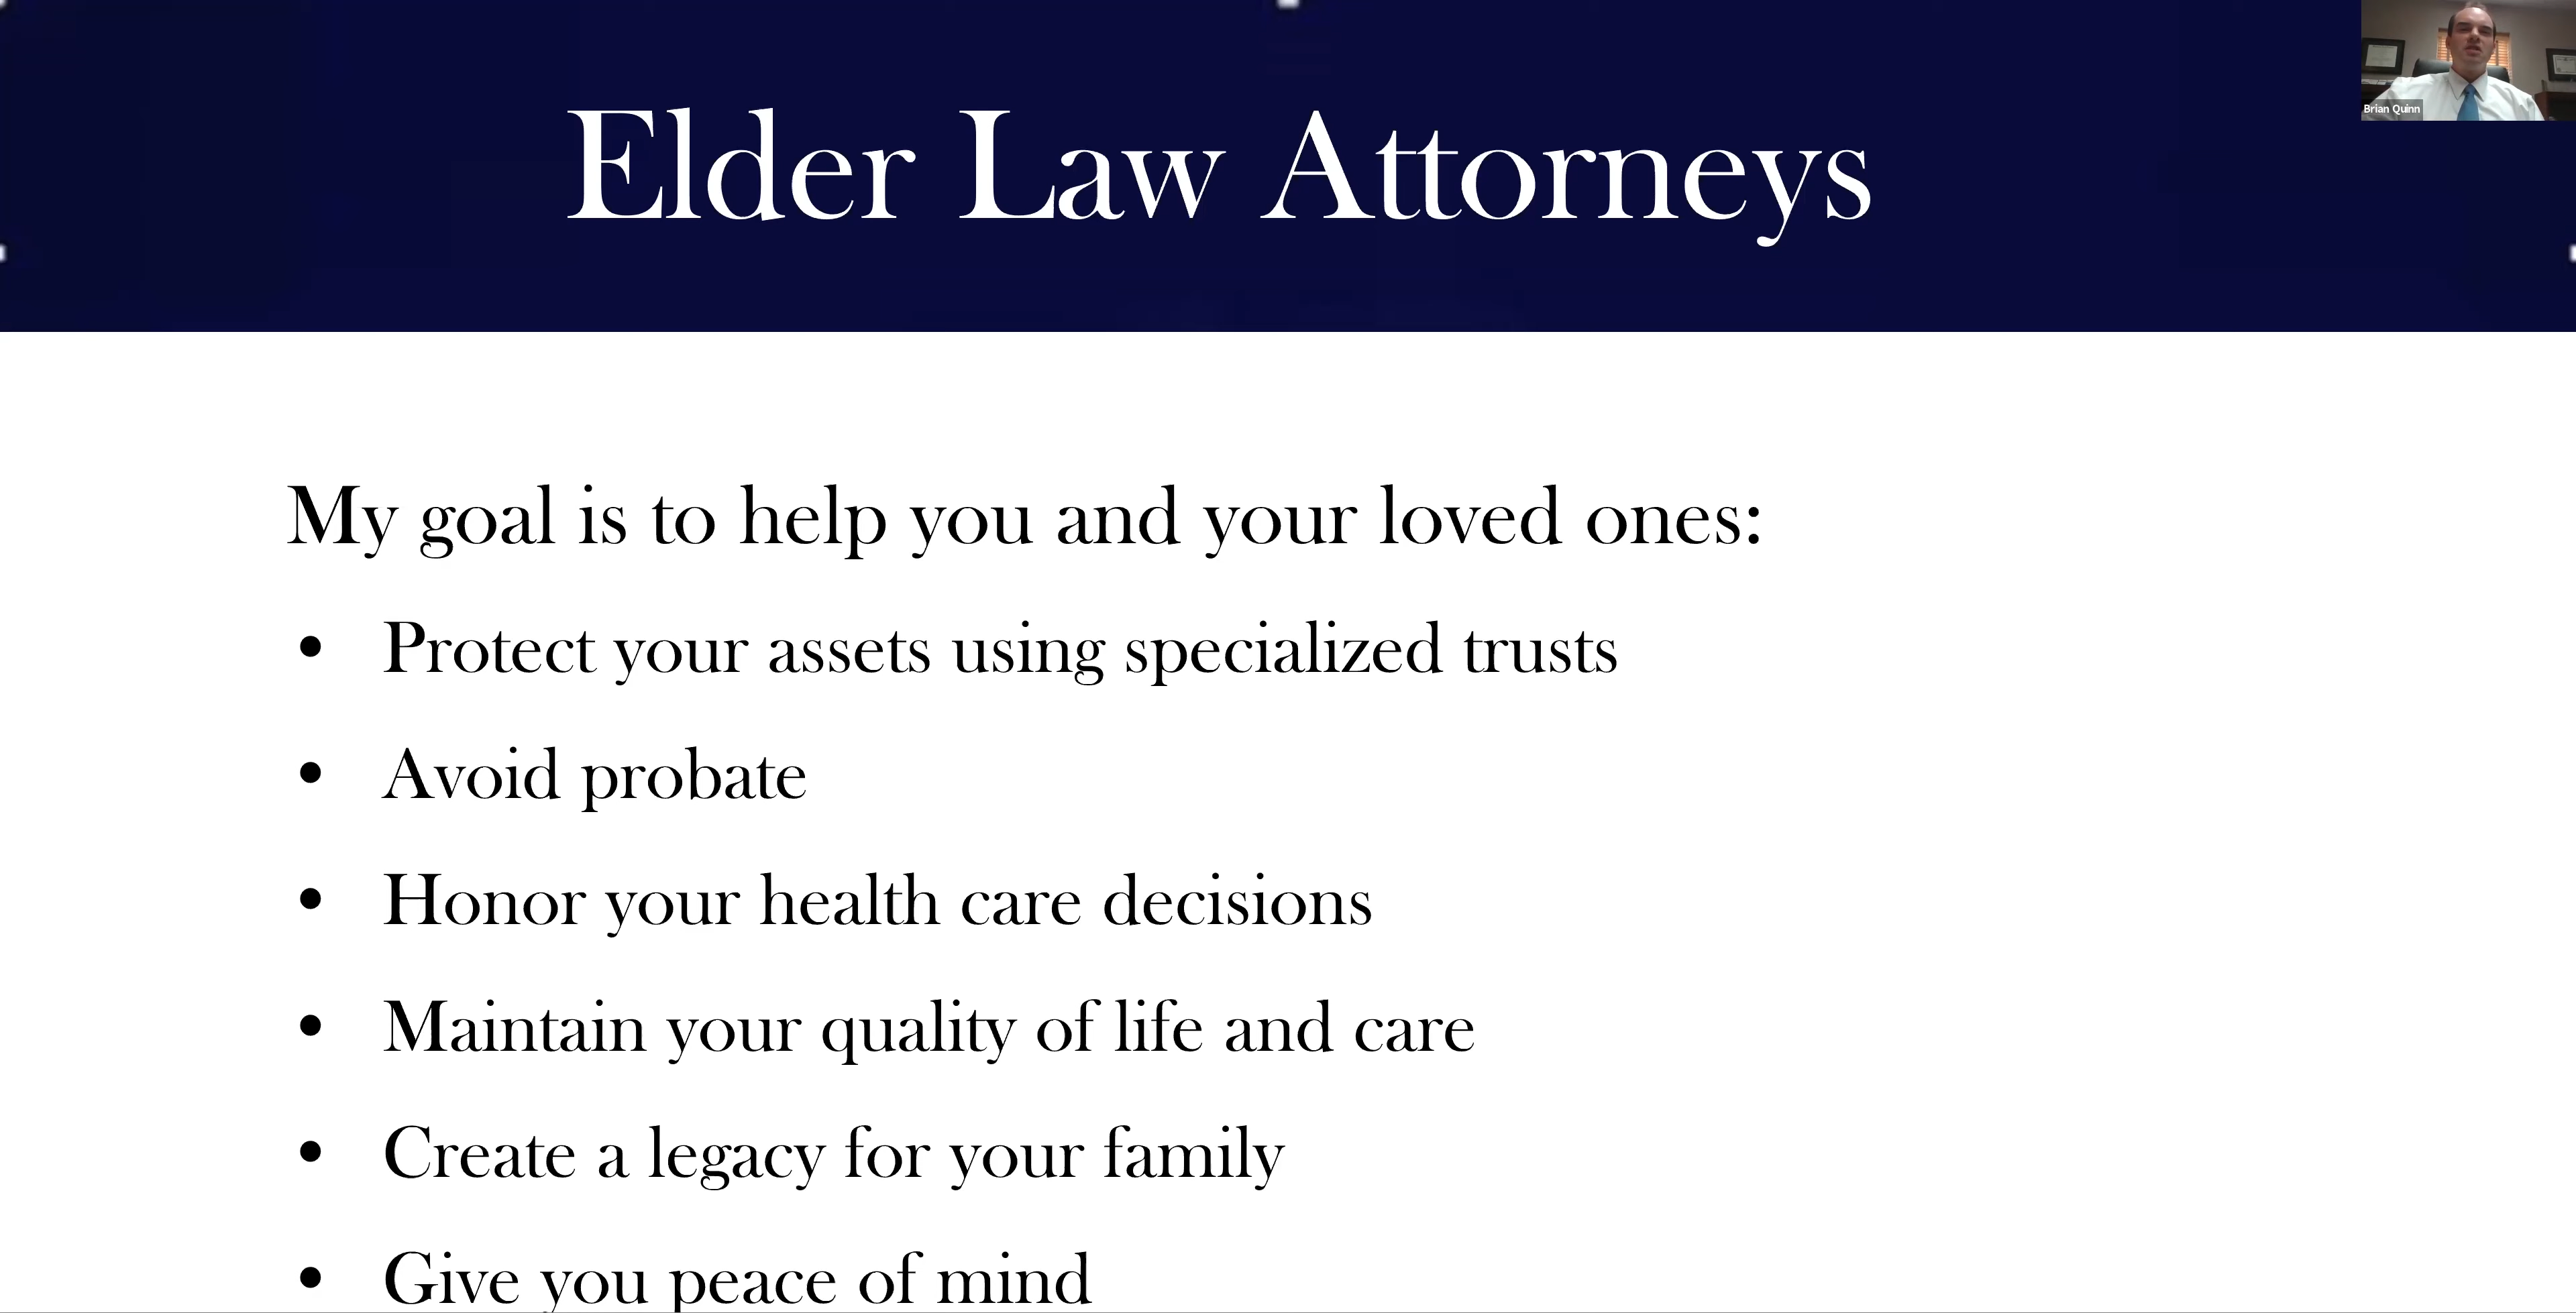 Elder Law Attorneys
Brian Quinn
My goal is to help you and your loved ones:
• Protect your assets using specialized trusts
• Avoid probate
• Honor your health care decisions
• Maintain your quality of life and care
• Create a legacy for your family
• Give you peace of mind